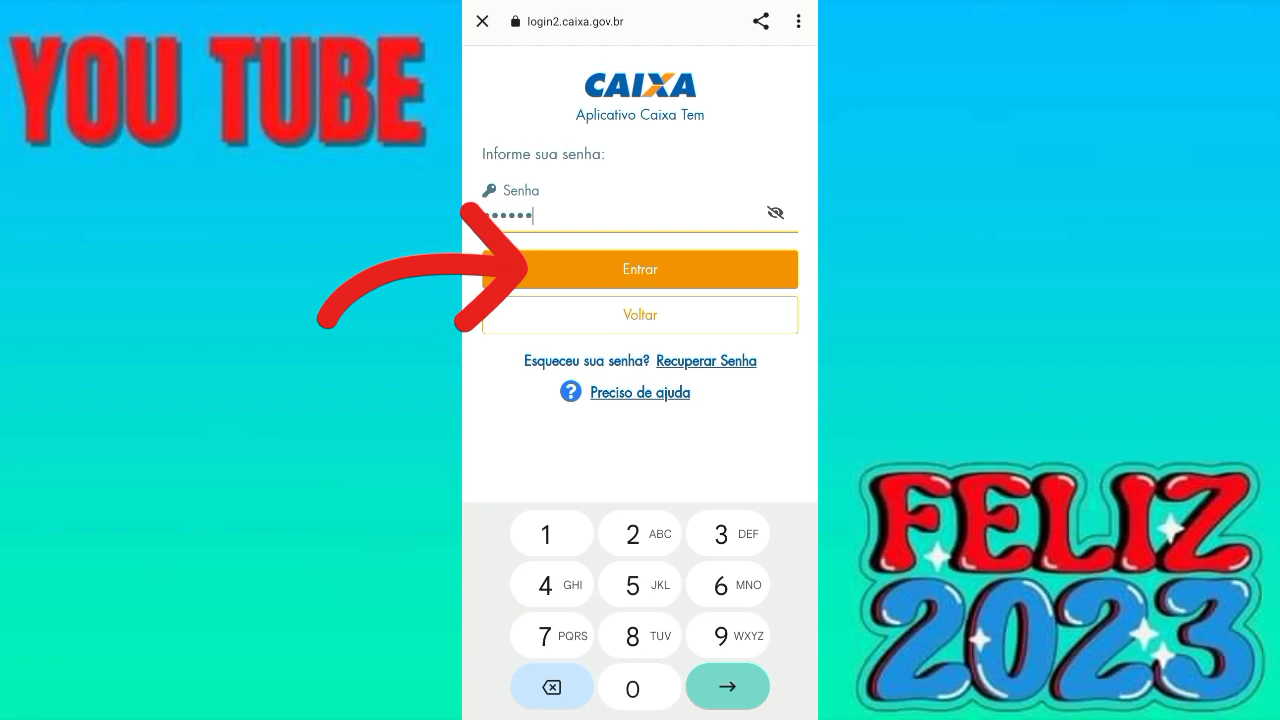 YOU TUBE
login2.caixa.gov.br
CAIXA
Aplicativo Caixa Tem
Informe sua senha:
Senha
••••••
Entrar
Voltar
Esqueceu sua senha? Recuperar Senha
? Preciso de ajuda
1
2 ABC
3 DEF
4 GHI
5 JKL
6 MNO
7 PQRS
8 TUV
9 WXYZ
0
FELIZ
2023